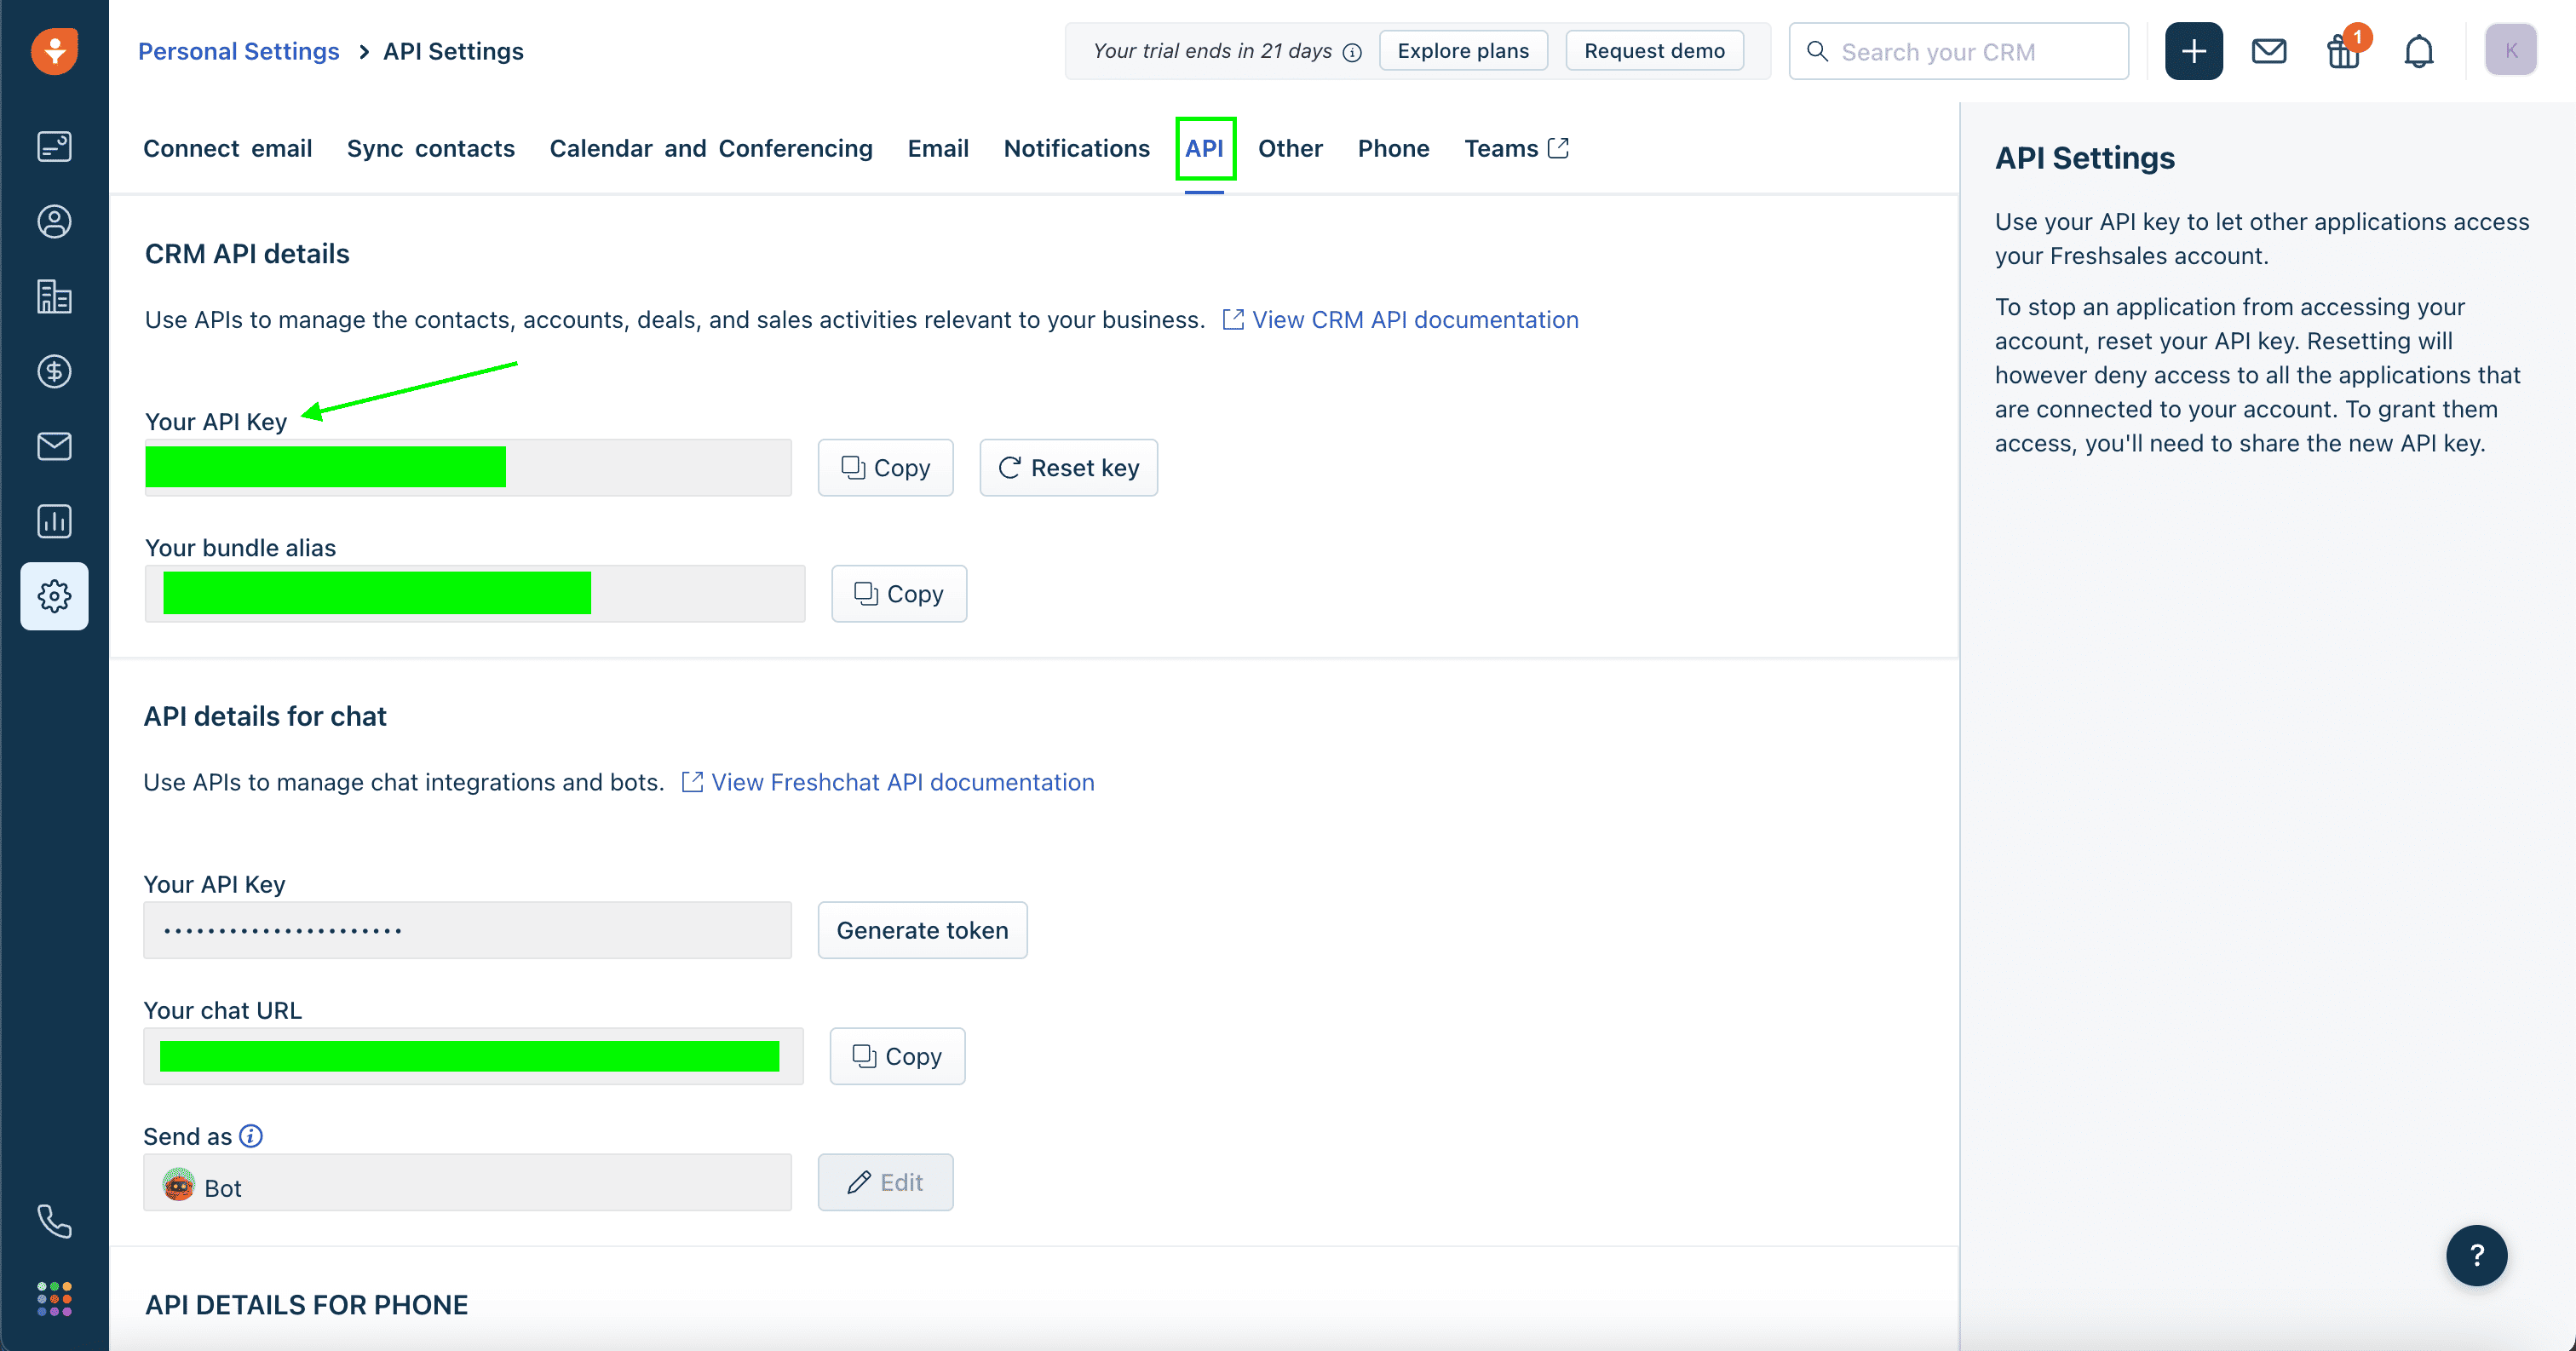 Personal Settings > API Settings
Your trial ends in 21 days
Explore plans
Request demo
Search your CRM
1
K
Connect email
Sync contacts
Calendar and Conferencing
Email
Notifications
API
Other
Phone
Teams
CRM API details
Use APIs to manage the contacts, accounts, deals, and sales activities relevant to your business. View CRM API documentation
Your API Key
Copy
Reset key
Your bundle alias
Copy
API details for chat
Use APIs to manage chat integrations and bots. View Freshchat API documentation
Your API Key
Generate token
Your chat URL
Copy
Send as
Bot
Edit
API DETAILS FOR PHONE
API Settings
Use your API key to let other applications access
your Freshsales account.
To stop an application from accessing your
account, reset your API key. Resetting will
however deny access to all the applications that
are connected to your account. To grant them
access, you'll need to share the new API key.
?